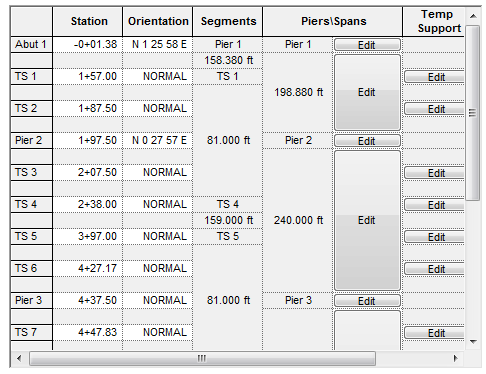 Station Orientation Segments Piers\Spans Temp Support
Abut 1 -0+01.38 N 1 25 58 E Pier 1 Pier 1 Edit
158.380 ft
TS 1 1+57.00 NORMAL TS 1 Edit
198.880 ft Edit
TS 2 1+87.50 NORMAL Edit
Pier 2 1+97.50 N 0 27 57 E 81.000 ft Pier 2 Edit
TS 3 2+07.50 NORMAL Edit
TS 4 2+38.00 NORMAL TS 4 Edit
159.000 ft 240.000 ft Edit
TS 5 3+97.00 NORMAL TS 5 Edit
TS 6 4+27.17 NORMAL Edit
Pier 3 4+37.50 NORMAL 81.000 ft Pier 3 Edit
TS 7 4+47.83 NORMAL Edit